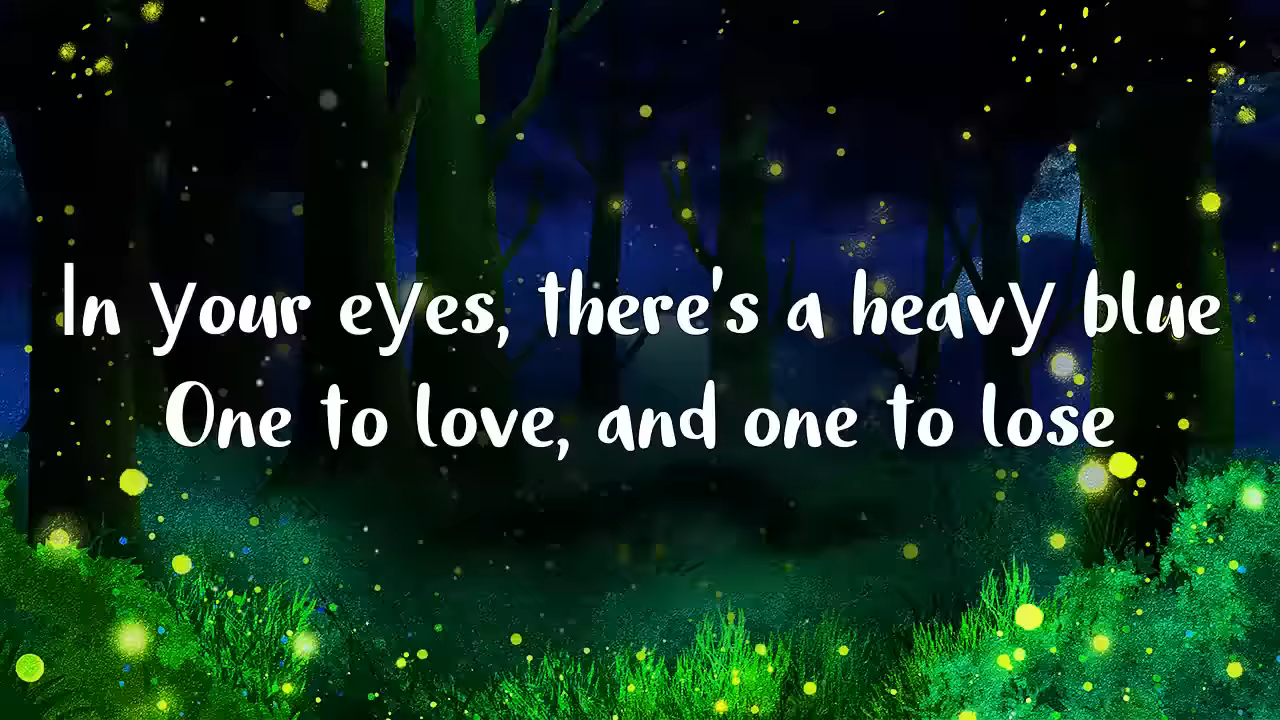 In your eyes, there's a heavy blue
One to love, and one to lose